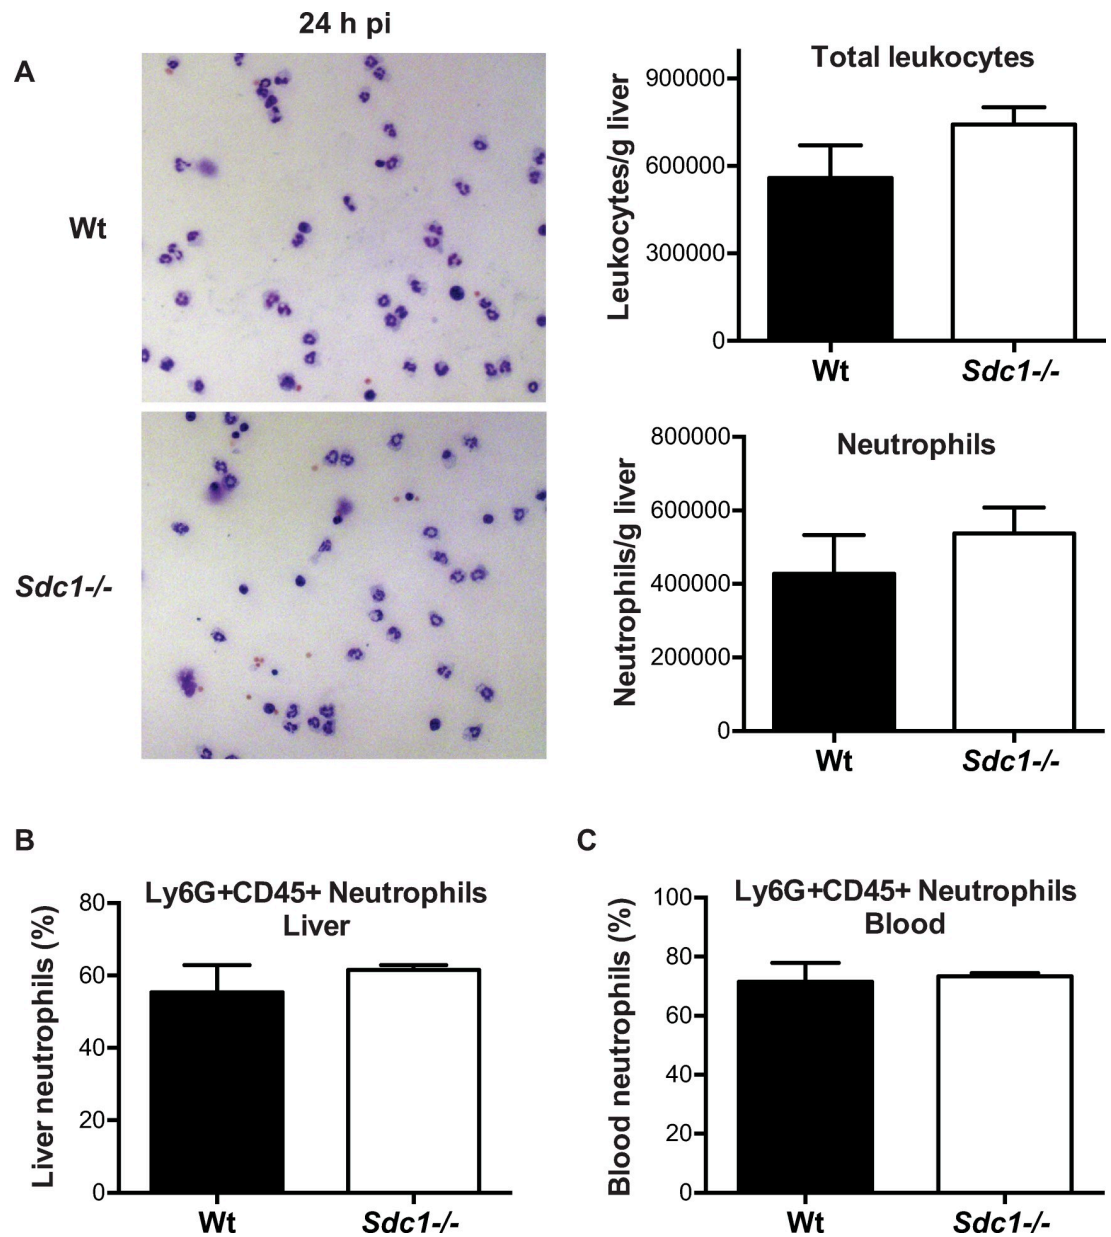 24 h pi
A
Wt
Sdc1-/-
Total leukocytes
Leukocytes/g liver
900000
600000
300000
0
Wt
Sdc1-/-
Neutrophils
Neutrophils/g liver
800000
600000
400000
200000
0
Wt
Sdc1-/-
B
Ly6G+CD45+ Neutrophils
Liver
Liver neutrophils (%)
80
60
40
20
0
Wt
Sdc1-/-
C
Ly6G+CD45+ Neutrophils
Blood
Blood neutrophils (%)
100
80
60
40
20
0
Wt
Sdc1-/-